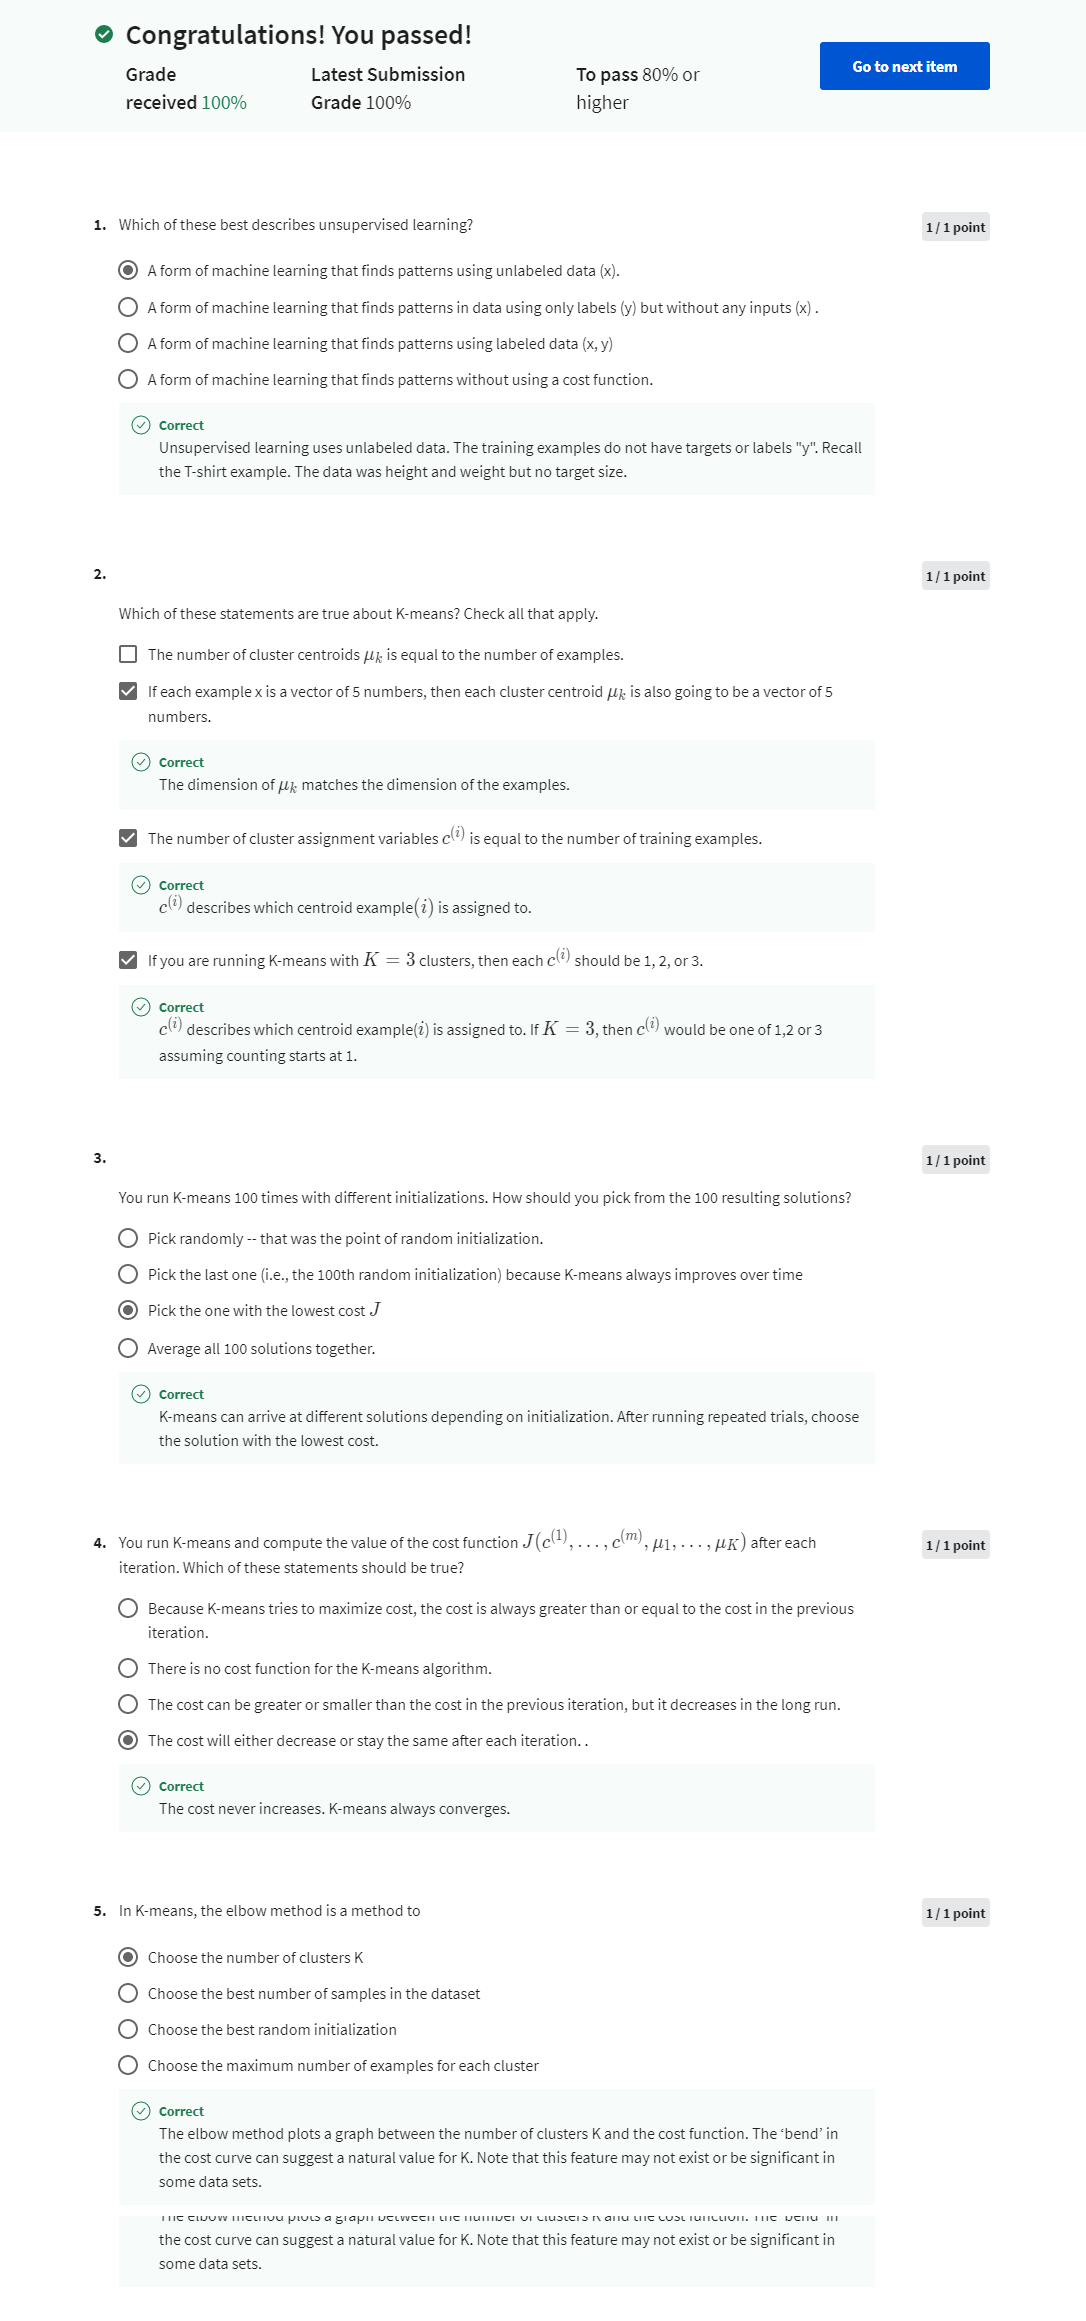 Congratulations! You passed!
Grade received 100%
Latest Submission Grade 100%
To pass 80% or higher
Go to next item
1. Which of these best describes unsupervised learning?
1 / 1 point
A form of machine learning that finds patterns using unlabeled data (x).
A form of machine learning that finds patterns in data using only labels (y) but without any inputs (x) .
A form of machine learning that finds patterns using labeled data (x, y)
A form of machine learning that finds patterns without using a cost function.
Correct
Unsupervised learning uses unlabeled data. The training examples do not have targets or labels "y". Recall
the T-shirt example. The data was height and weight but no target size.
2.
1 / 1 point
Which of these statements are true about K-means? Check all that apply.
The number of cluster centroids μ_k is equal to the number of examples.
If each example x is a vector of 5 numbers, then each cluster centroid μ_k is also going to be a vector of 5
numbers.
Correct
The dimension of μ_k matches the dimension of the examples.
The number of cluster assignment variables c^(i) is equal to the number of training examples.
Correct
c^(i) describes which centroid example(i) is assigned to.
If you are running K-means with K = 3 clusters, then each c^(i) should be 1, 2, or 3.
Correct
c^(i) describes which centroid example(i) is assigned to. If K = 3, then c^(i) would be one of 1,2 or 3
assuming counting starts at 1.
3.
1 / 1 point
You run K-means 100 times with different initializations. How should you pick from the 100 resulting solutions?
Pick randomly -- that was the point of random initialization.
Pick the last one (i.e., the 100th random initialization) because K-means always improves over time
Pick the one with the lowest cost J
Average all 100 solutions together.
Correct
K-means can arrive at different solutions depending on initialization. After running repeated trials, choose
the solution with the lowest cost.
4. You run K-means and compute the value of the cost function J(c^(1), . . . , c^(m), μ_1, . . . , μ_K) after each
iteration. Which of these statements should be true?
1 / 1 point
Because K-means tries to maximize cost, the cost is always greater than or equal to the cost in the previous
iteration.
There is no cost function for the K-means algorithm.
The cost can be greater or smaller than the cost in the previous iteration, but it decreases in the long run.
The cost will either decrease or stay the same after each iteration. .
Correct
The cost never increases. K-means always converges.
5. In K-means, the elbow method is a method to
1 / 1 point
Choose the number of clusters K
Choose the best number of samples in the dataset
Choose the best random initialization
Choose the maximum number of examples for each cluster
Correct
The elbow method plots a graph between the number of clusters K and the cost function. The ‘bend’ in
the cost curve can suggest a natural value for K. Note that this feature may not exist or be significant in
some data sets.
The elbow method plots a graph between the number of clusters K and the cost function. The ‘bend’ in
the cost curve can suggest a natural value for K. Note that this feature may not exist or be significant in
some data sets.